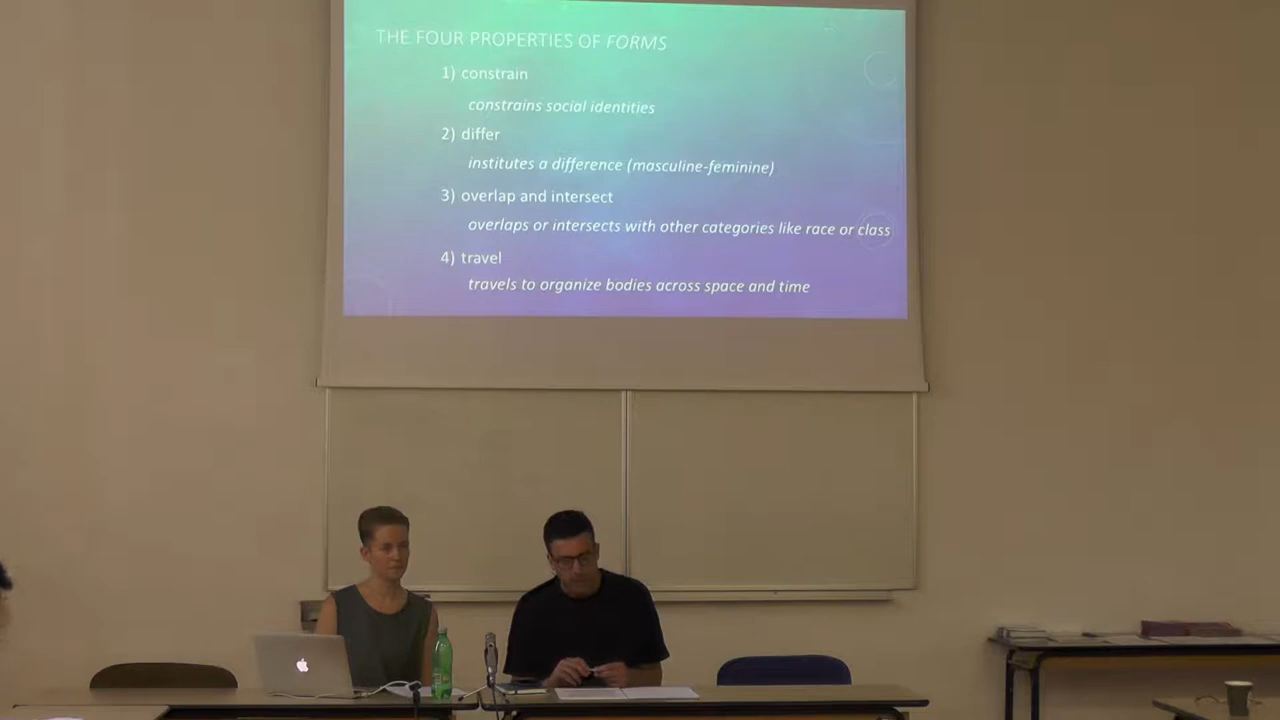 THE FOUR PROPERTIES OF FORMS
1) constrain
constrains social identities
2) differ
institutes a difference (masculine-feminine)
3) overlap and intersect
overlaps or intersects with other categories like race or class
4) travel
travels to organize bodies across space and time